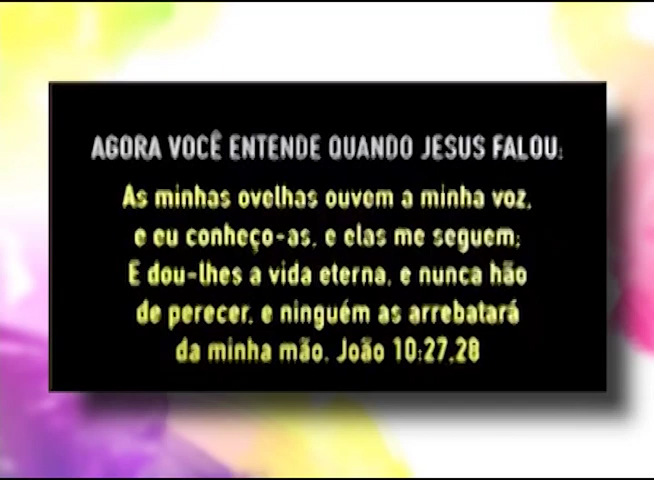 AGORA VOCÊ ENTENDE QUANDO JESUS FALOU:
As minhas ovelhas ouvem a minha voz,
e eu conheço-as, e elas me seguem;
E dou-lhes a vida eterna, e nunca hão
de perecer, e ninguém as arrebatará
da minha mão. João 10:27,28